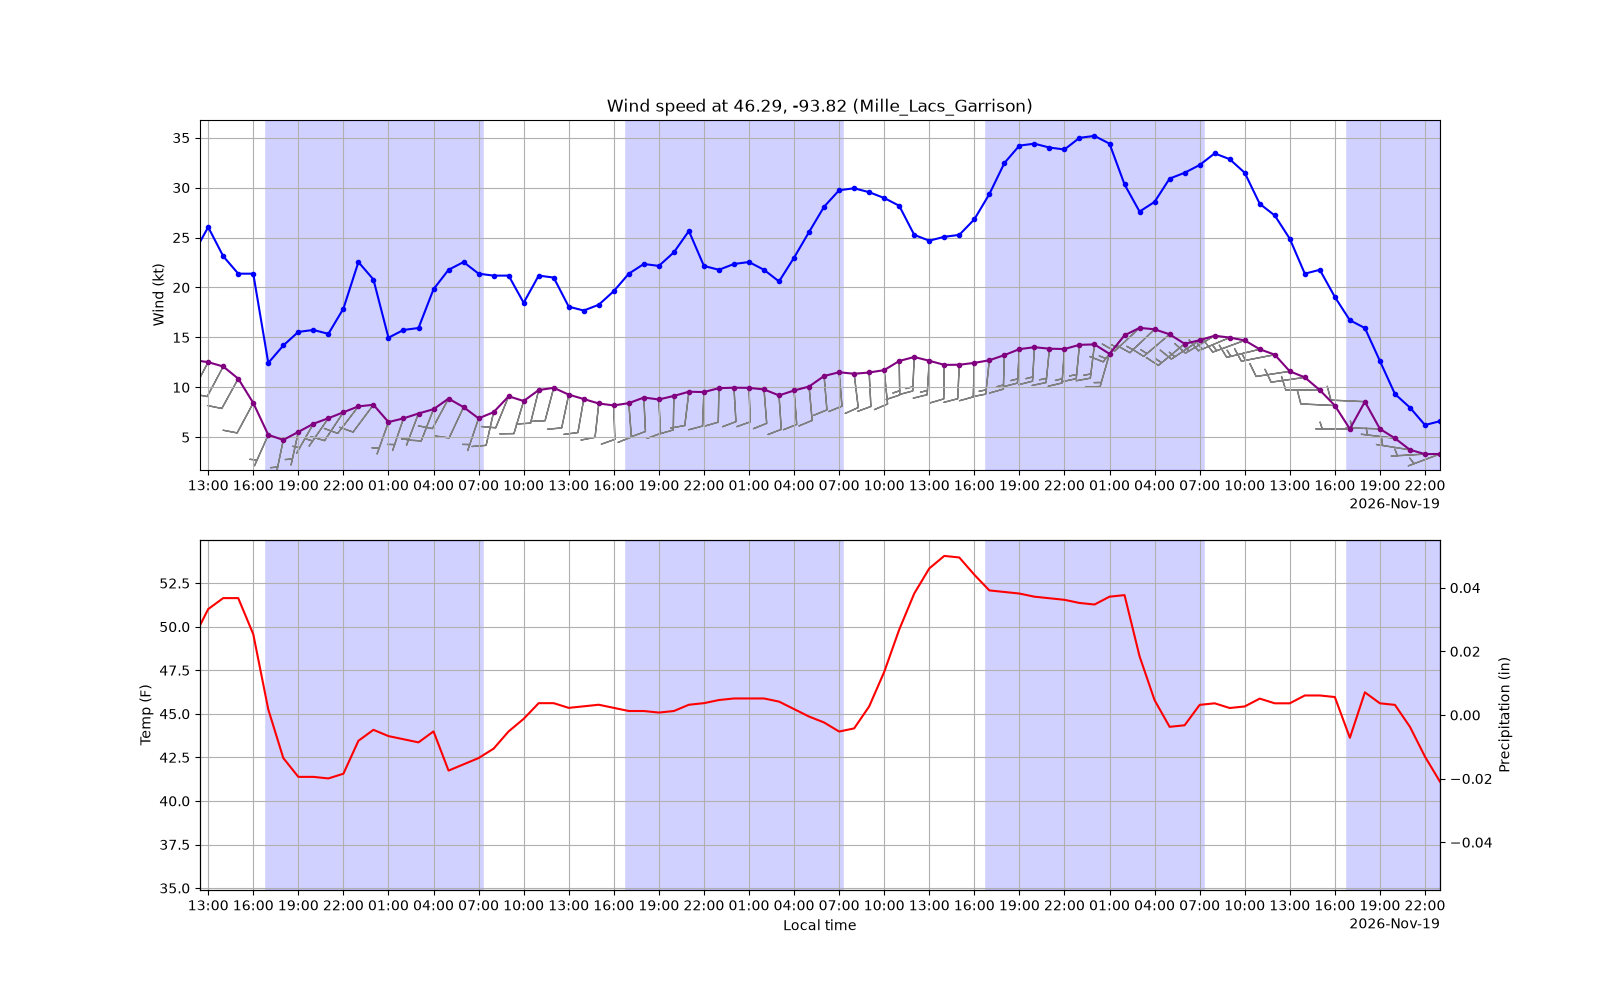 Wind speed at 46.29, -93.82 (Mille_Lacs_Garrison)
Wind (kt)
35
30
25
20
15
10
5
13:00 16:00 19:00 22:00 01:00 04:00 07:00 10:00 13:00 16:00 19:00 22:00 01:00 04:00 07:00 10:00 13:00 16:00 19:00 22:00 01:00 04:00 07:00 10:00 13:00 16:00 19:00 22:00
2026-Nov-19
Temp (F)
52.5
50.0
47.5
45.0
42.5
40.0
37.5
35.0
0.04
0.02
0.00
−0.02
−0.04
Precipitation (in)
13:00 16:00 19:00 22:00 01:00 04:00 07:00 10:00 13:00 16:00 19:00 22:00 01:00 04:00 07:00 10:00 13:00 16:00 19:00 22:00 01:00 04:00 07:00 10:00 13:00 16:00 19:00 22:00
2026-Nov-19
Local time